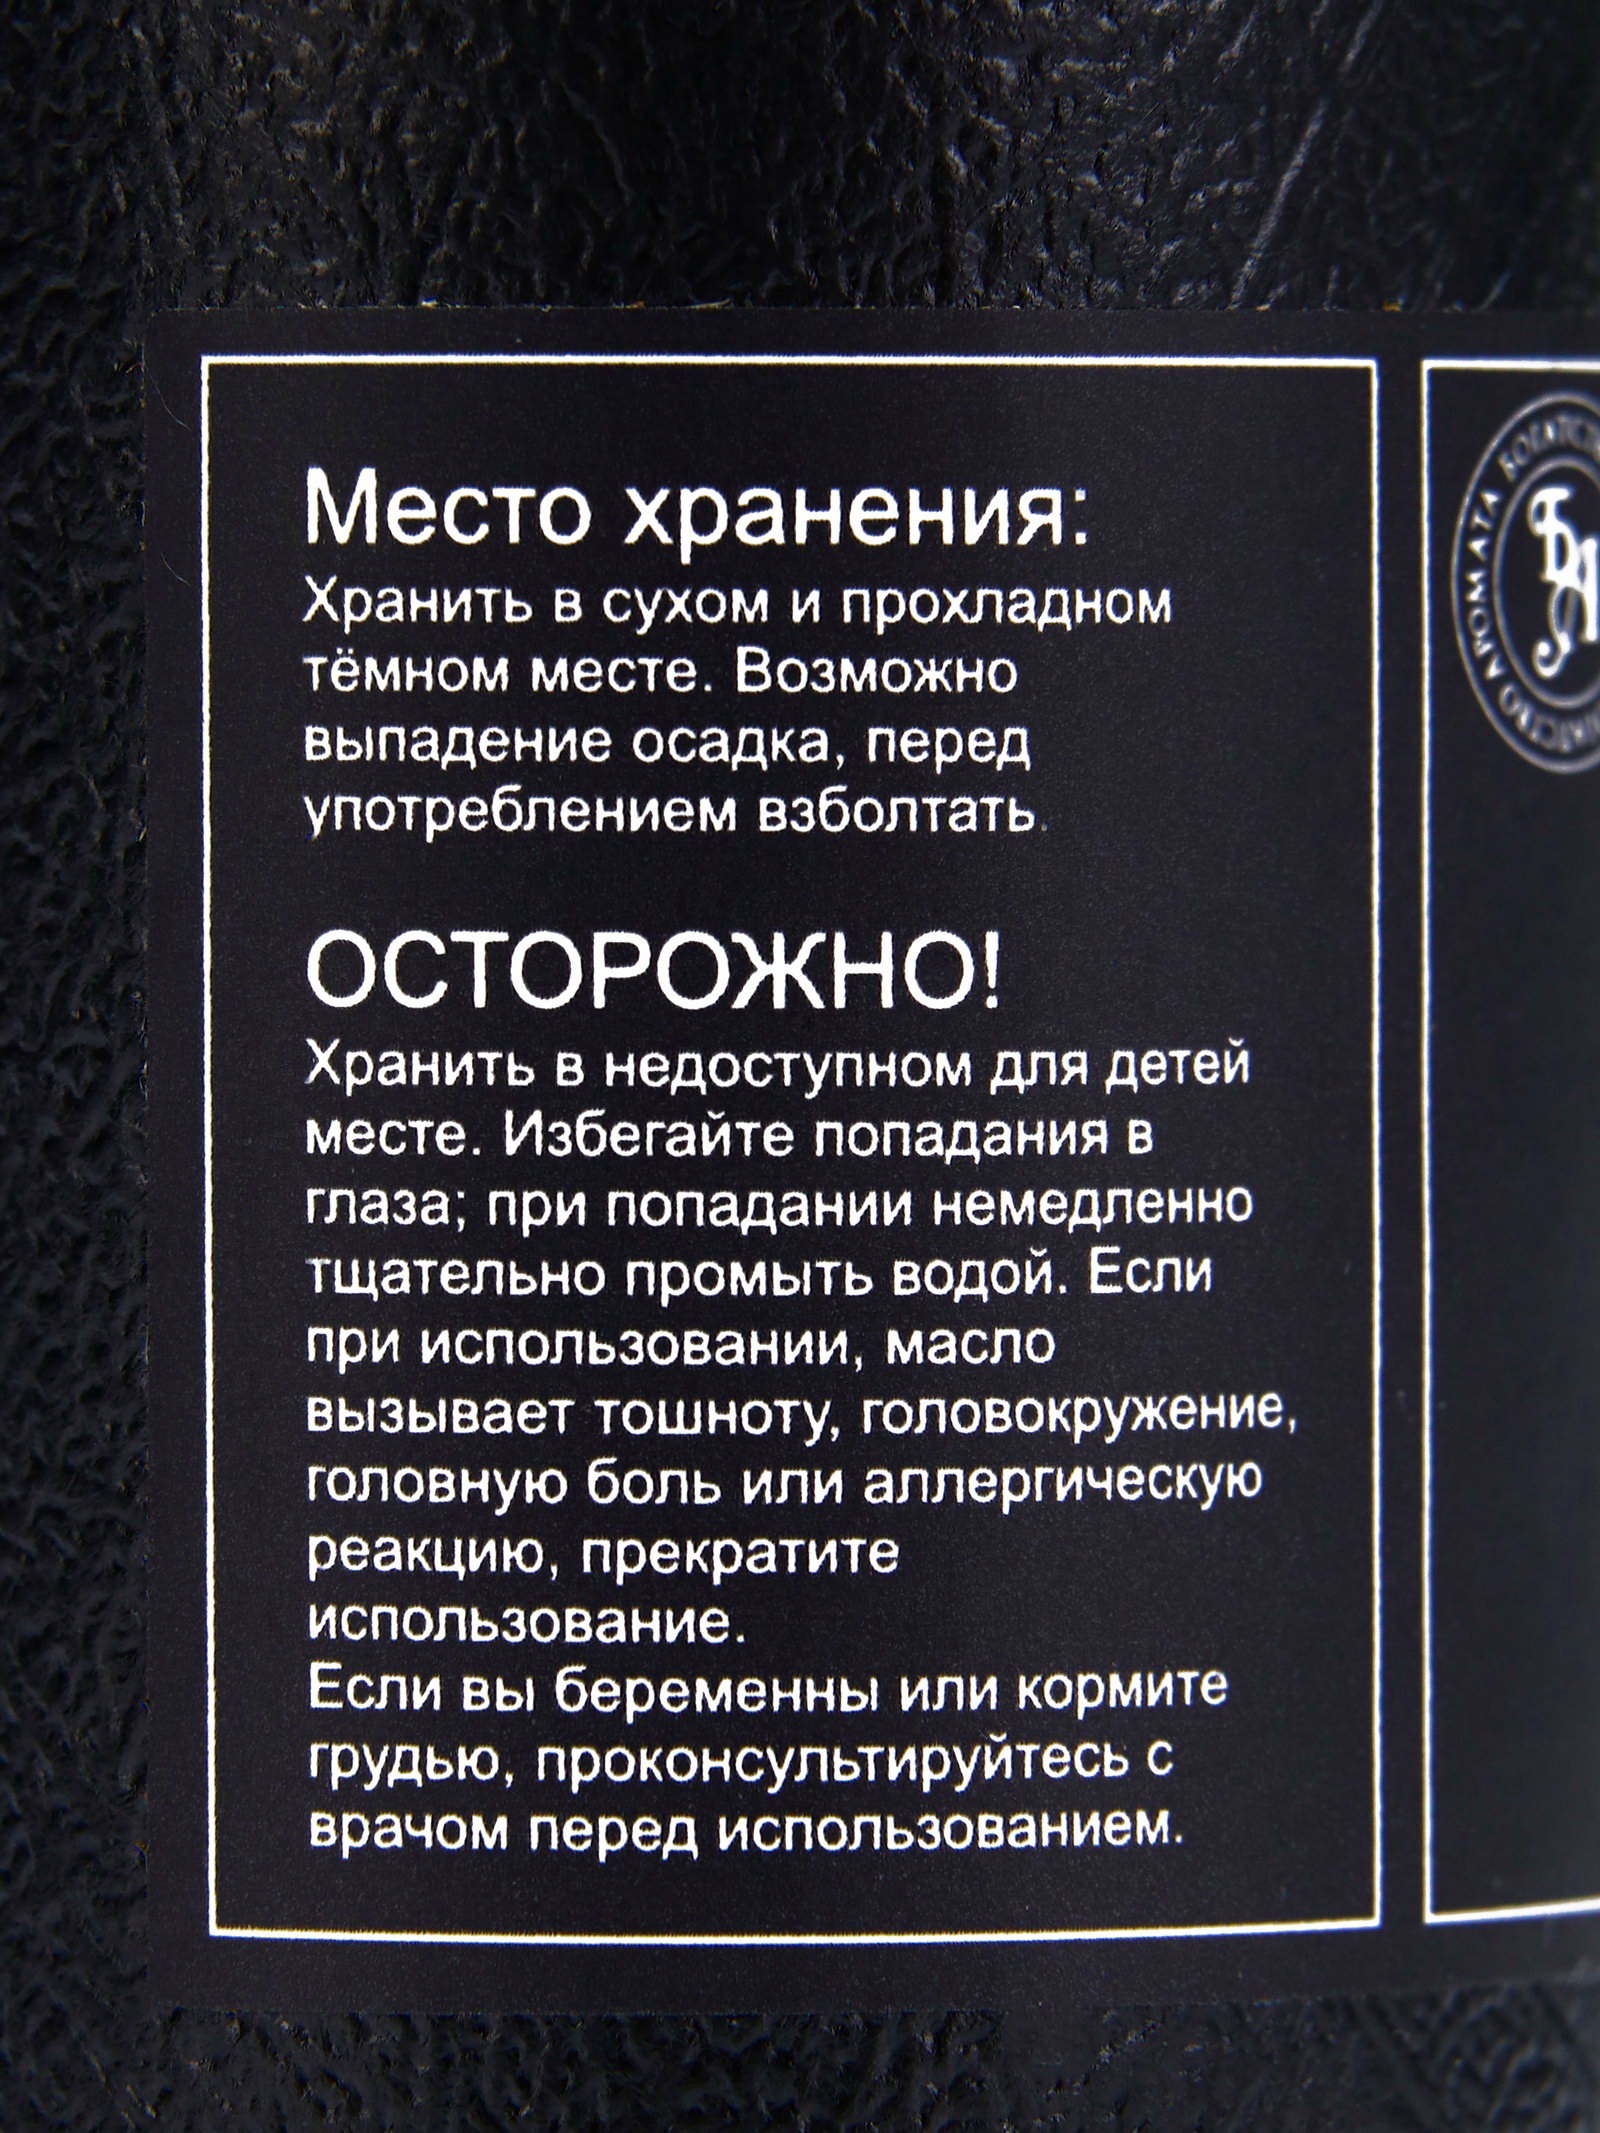 Место хранения:
Хранить в сухом и прохладном
тёмном месте. Возможно
выпадение осадка, перед
употреблением взболтать.
ОСТОРОЖНО!
Хранить в недоступном для детей
месте. Избегайте попадания в
глаза; при попадании немедленно
тщательно промыть водой. Если
при использовании, масло
вызывает тошноту, головокружение,
головную боль или аллергическую
реакцию, прекратите
использование.
Если вы беременны или кормите
грудью, проконсультируйтесь с
врачом перед использованием.
АРОМАТА
БА